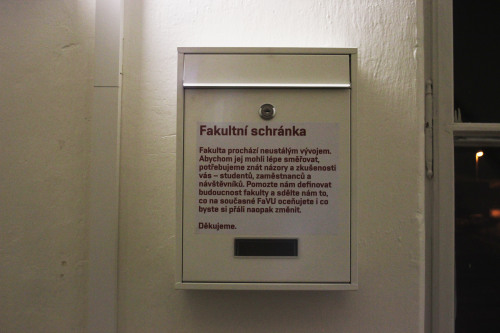 Fakultní schránka
Fakulta prochází neustálým vývojem.
Abychom jej mohli lépe směřovat,
potřebujeme znát názory a zkušenosti
vás – studentů, zaměstnanců a
návštěvníků. Pomozte nám definovat
budoucnost fakulty a sdělte nám to,
co na současné FaVU oceňujete i co
byste si přáli naopak změnit.
Děkujeme.